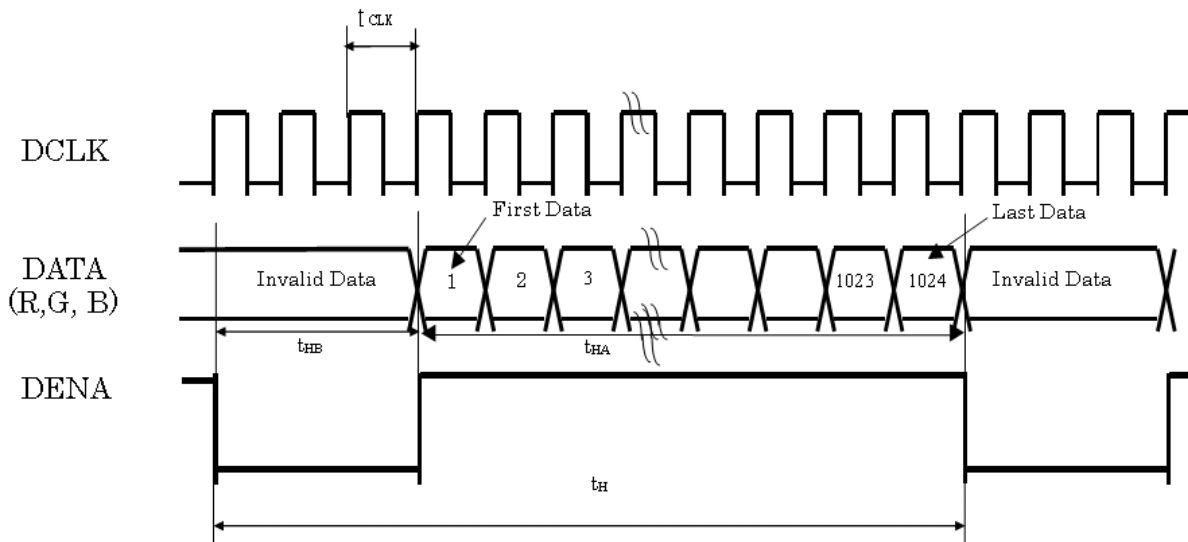 t CLK
DCLK
First Data
Last Data
DATA
(R,G, B)
Invalid Data
1
2
3
1023
1024
Invalid Data
tHB
tHA
DENA
tH